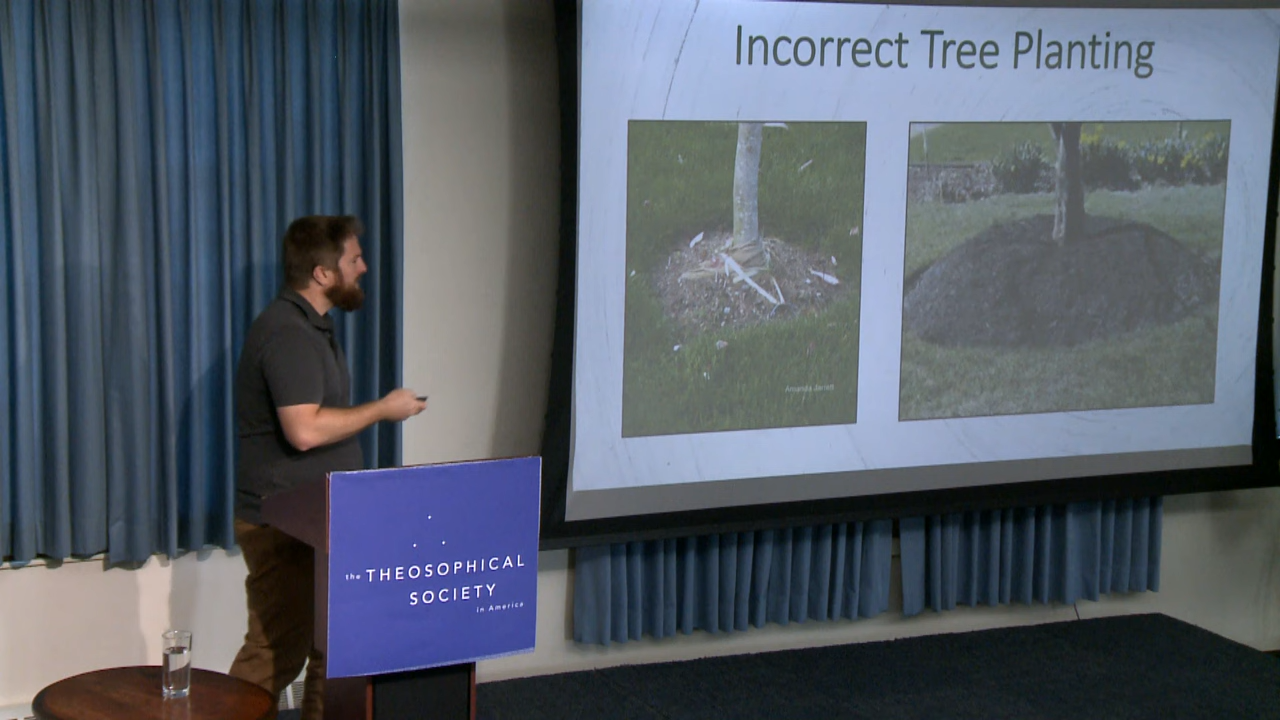 Incorrect Tree Planting
Amanda Jarrett
the THEOSOPHICAL
SOCIETY
in America